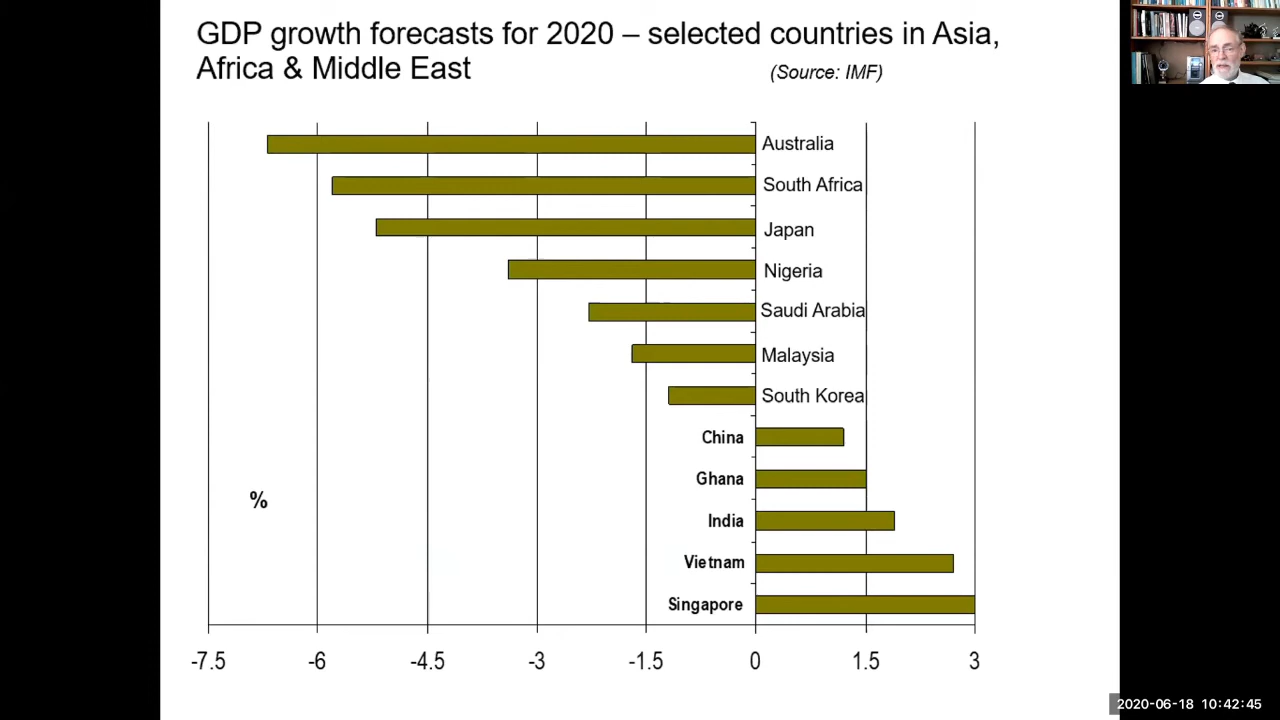 GDP growth forecasts for 2020 – selected countries in Asia,
Africa & Middle East
(Source: IMF)
Australia
South Africa
Japan
Nigeria
Saudi Arabia
Malaysia
South Korea
China
Ghana
%
India
Vietnam
Singapore
-7.5 -6 -4.5 -3 -1.5 0 1.5 3
2020-06-18 10:42:45